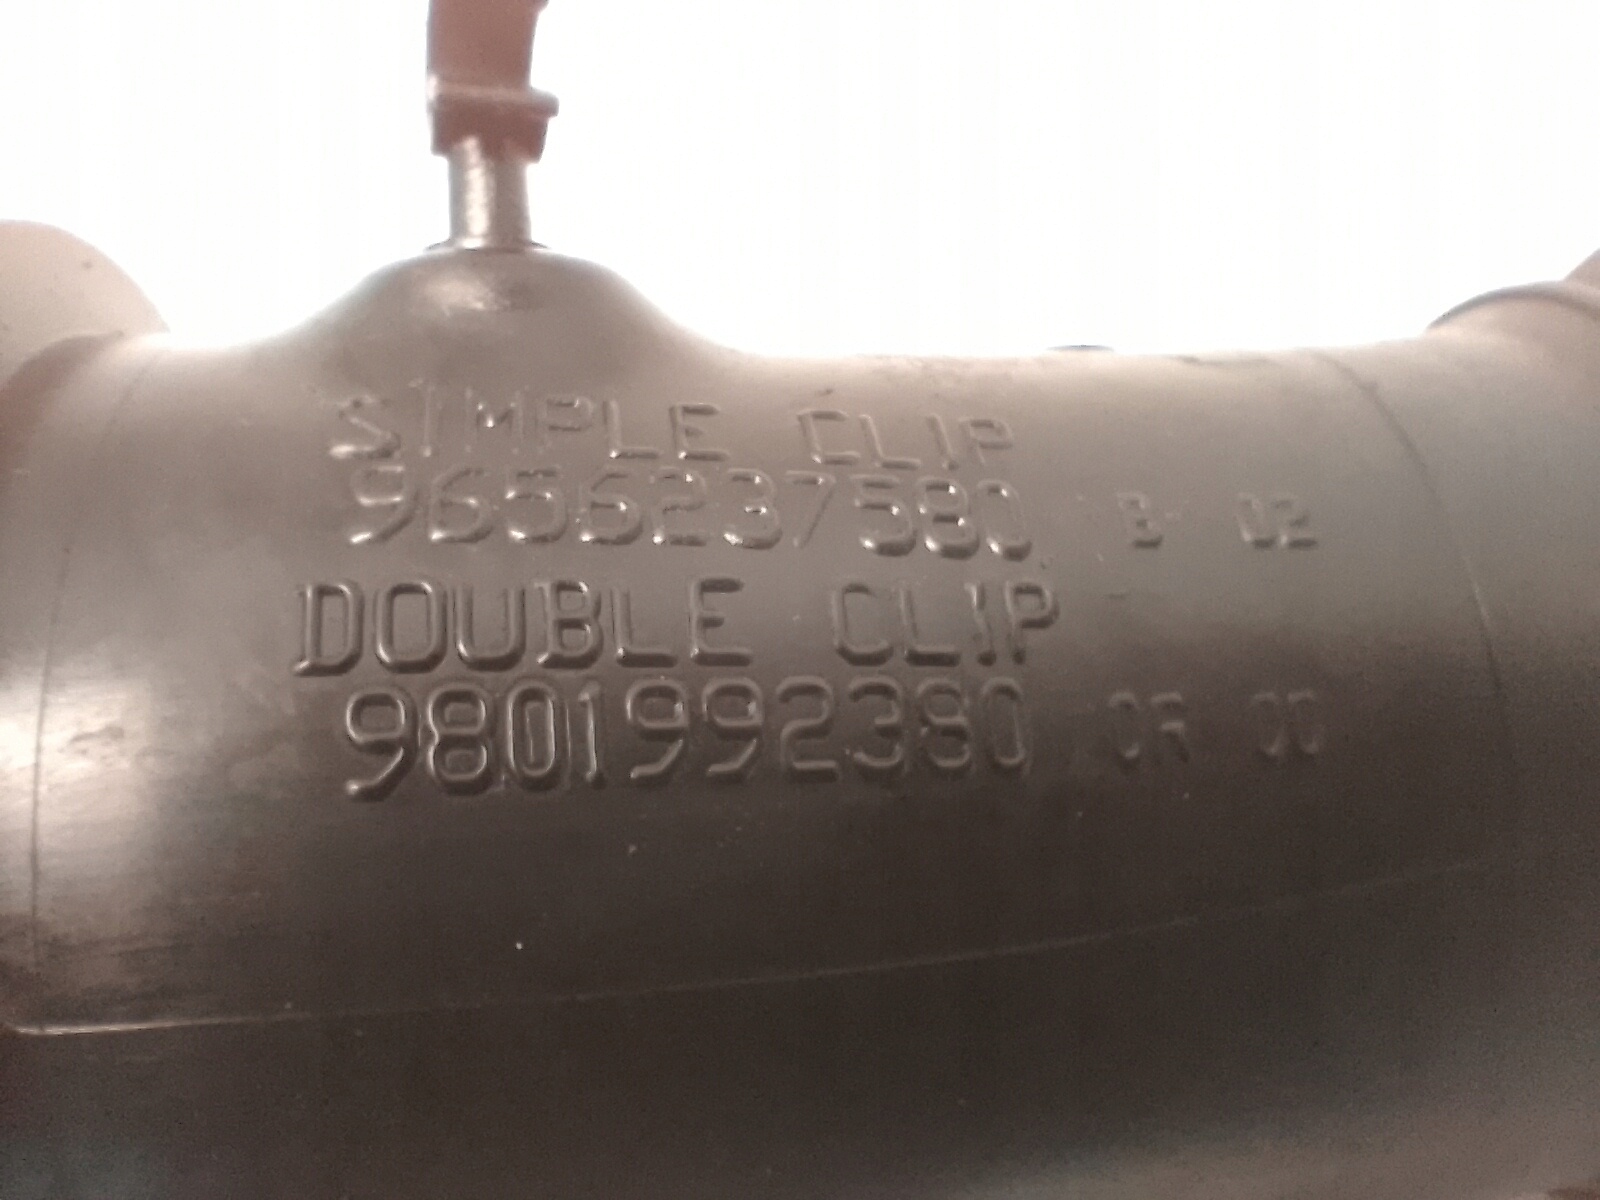 SIMPLE CLIP
9656237580 B 02
DOUBLE CLIP
9801992380 OR 00